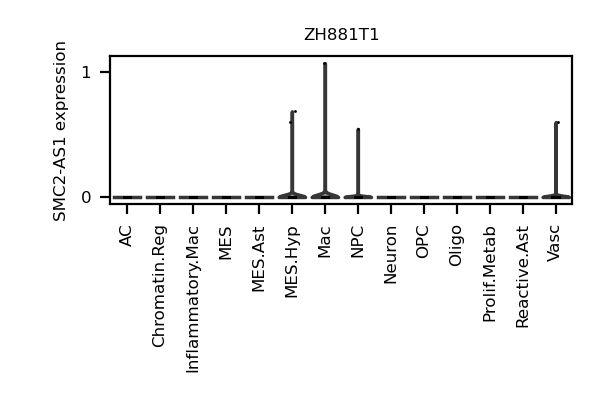 ZH881T1
SMC2-AS1 expression
1
0
AC
Chromatin.Reg
Inflammatory.Mac
MES
MES.Ast
MES.Hyp
Mac
NPC
Neuron
OPC
Oligo
Prolif.Metab
Reactive.Ast
Vasc